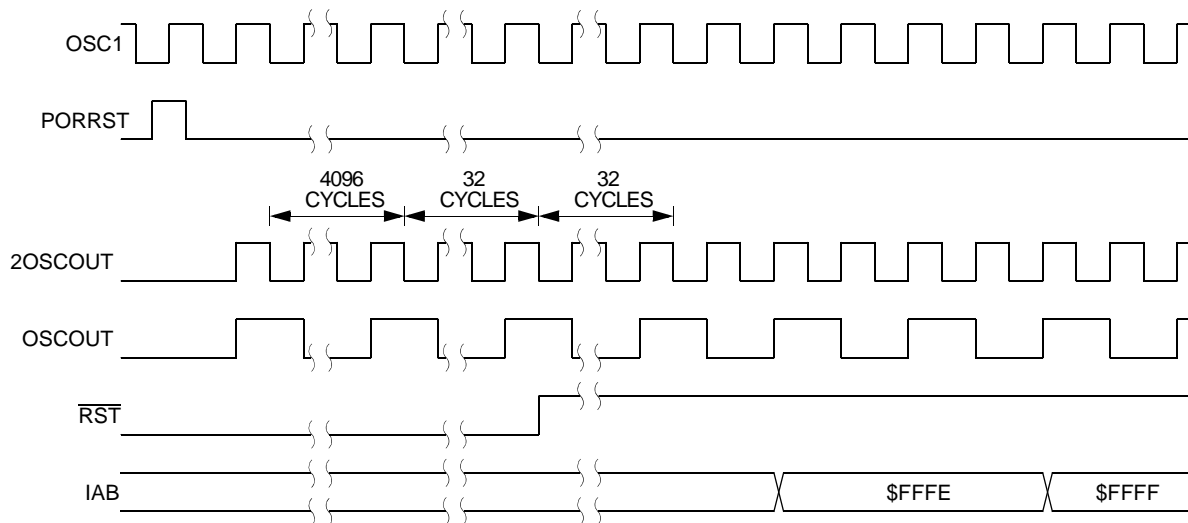 OSC1
PORRST
4096
CYCLES
32
CYCLES
32
CYCLES
2OSCOUT
OSCOUT
RST
IAB
$FFFE
$FFFF